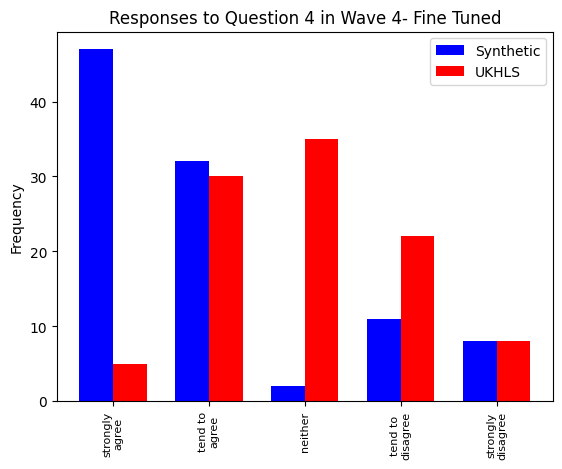 Responses to Question 4 in Wave 4- Fine Tuned
Synthetic
UKHLS
Frequency
40
30
20
10
0
strongly
agree
tend to
agree
neither
tend to
disagree
strongly
disagree